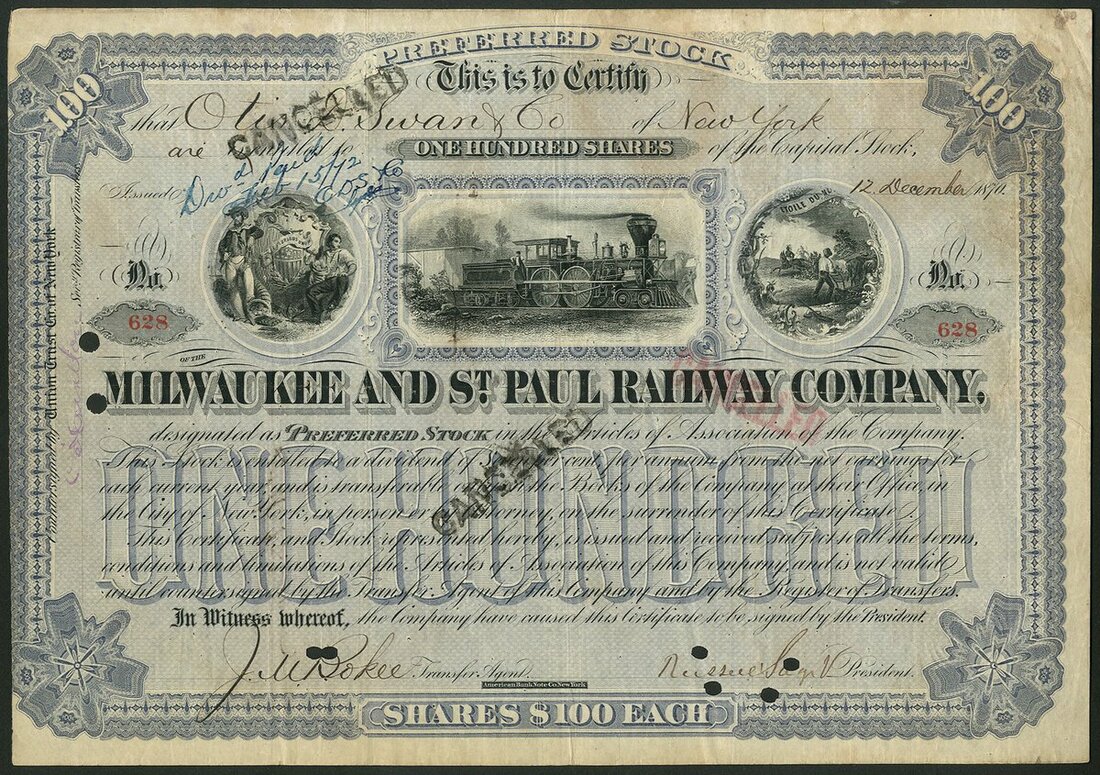 PREFERRED STOCK
This is to Certify
100
100
that Otis D. Swan & Co of New York
are entitled to ONE HUNDRED SHARES of the Capital Stock,
CANCELLED
Issued 12 December 1870.
ETOILE DU NORD
No.
No.
628
628
OF THE
MILWAUKEE AND ST. PAUL RAILWAY COMPANY,
CANCELLED
designated as PREFERRED STOCK in the Articles of Association of the Company.
This Stock is entitled to a dividend of seven per cent per annum from the net earnings for
each current year, and is transferable only on the Books of the Company at their Office, in
the City of New York, in person or by Attorney, on the surrender of this Certificate.
This Certificate, and Stock represented hereby, is issued and received subject to all the terms,
conditions and limitations of the Articles of Association of this Company, and is not valid
until countersigned by the Transfer Agent of this Company and by the Register of Transfers.
ONE HUNDRED
CANCELLED
In Witness whereof, the Company have caused this Certificate to be signed by the President.
J. M. Bokee Transfer Agent.
Russell Sage V. President.
American Bank Note Co. New York
SHARES $100 EACH